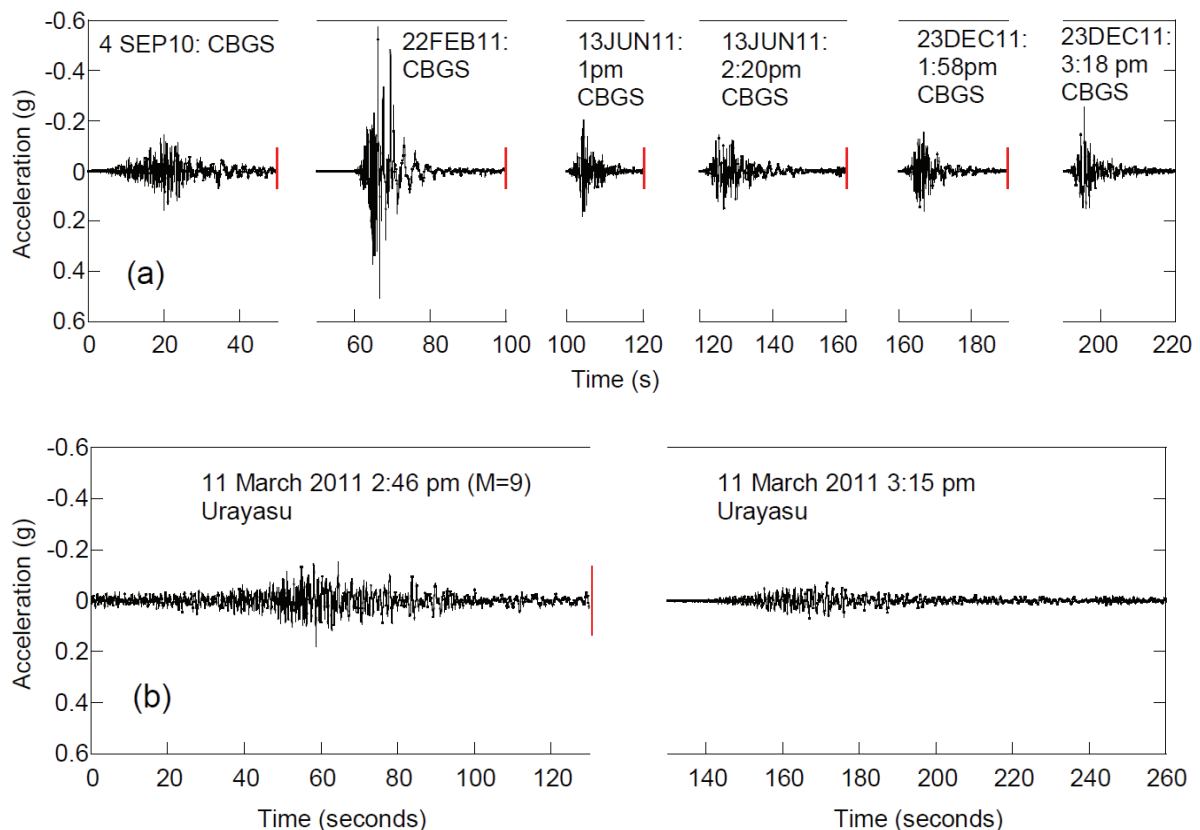 -0.6
-0.4
-0.2
0
0.2
0.4
0.6
Acceleration (g)
4 SEP10: CBGS
22FEB11:
CBGS
13JUN11:
1pm
CBGS
13JUN11:
2:20pm
CBGS
23DEC11:
1:58pm
CBGS
23DEC11:
3:18 pm
CBGS
(a)
0 20 40 60 80 100 100 120 120 140 160 160 180 200 220
Time (s)
-0.6
-0.4
-0.2
0
0.2
0.4
0.6
Acceleration (g)
11 March 2011 2:46 pm (M=9)
Urayasu
11 March 2011 3:15 pm
Urayasu
(b)
0 20 40 60 80 100 120 140 160 180 200 220 240 260
Time (seconds) Time (seconds)